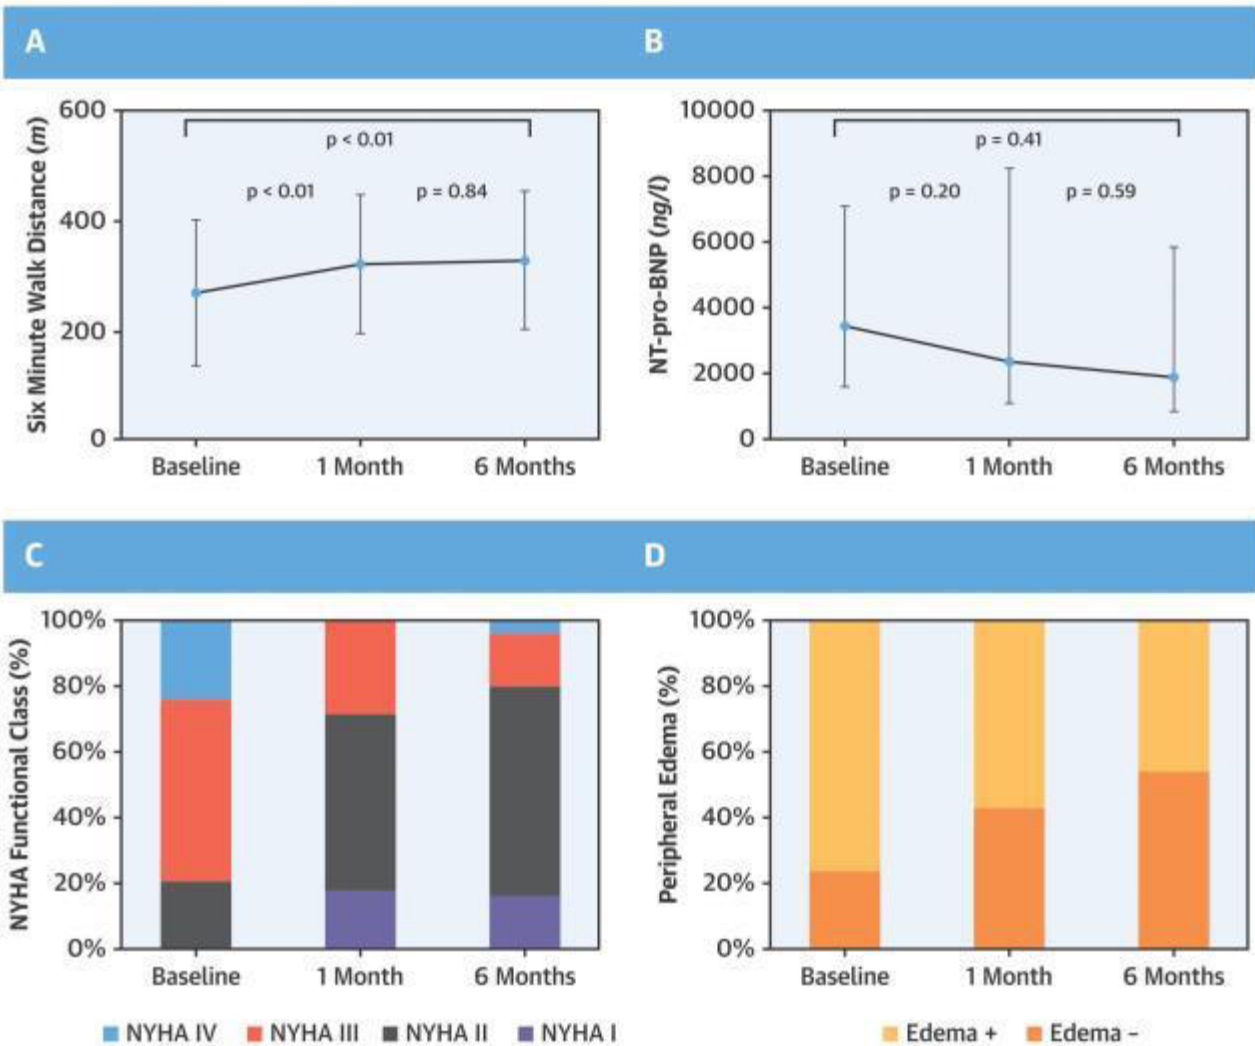 A
B
600
400
200
0
Six Minute Walk Distance (m)
p < 0.01
p < 0.01
p = 0.84
Baseline
1 Month
6 Months
10000
8000
6000
4000
2000
0
NT-pro-BNP (ng/l)
p = 0.41
p = 0.20
p = 0.59
Baseline
1 Month
6 Months
C
D
100%
80%
60%
40%
20%
0%
NYHA Functional Class (%)
Baseline
1 Month
6 Months
NYHA IV
NYHA III
NYHA II
NYHA I
100%
80%
60%
40%
20%
0%
Peripheral Edema (%)
Baseline
1 Month
6 Months
Edema +
Edema –